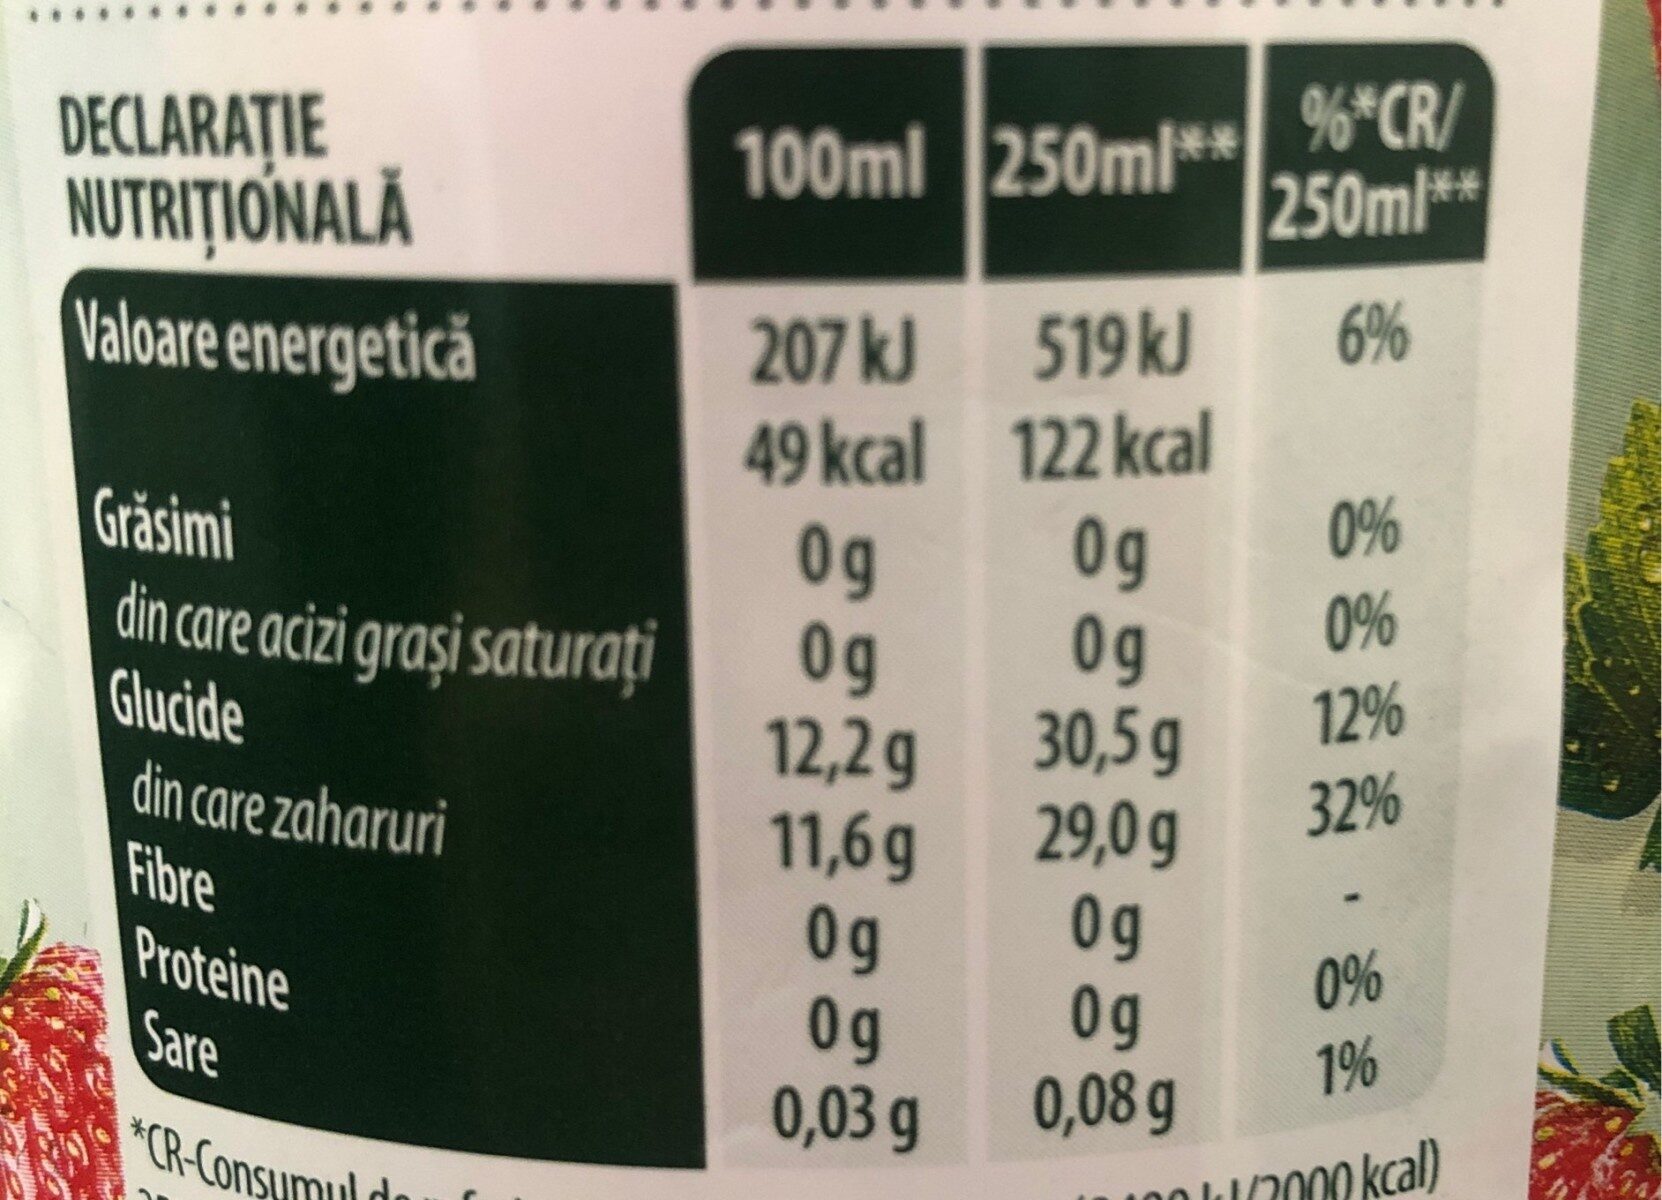 DECLARAȚIE NUTRIȚIONALĂ 100ml 250ml** %*CR/ 250ml**
Valoare energetică 207 kJ 519 kJ 6%
49 kcal 122 kcal
Grăsimi 0 g 0 g 0%
din care acizi grași saturați 0 g 0 g 0%
Glucide 12,2 g 30,5 g 12%
din care zaharuri 11,6 g 29,0 g 32%
Fibre 0 g 0 g -
Proteine 0 g 0 g 0%
Sare 0,03 g 0,08 g 1%
*CR-Consumul de kJ/2000 kcal)